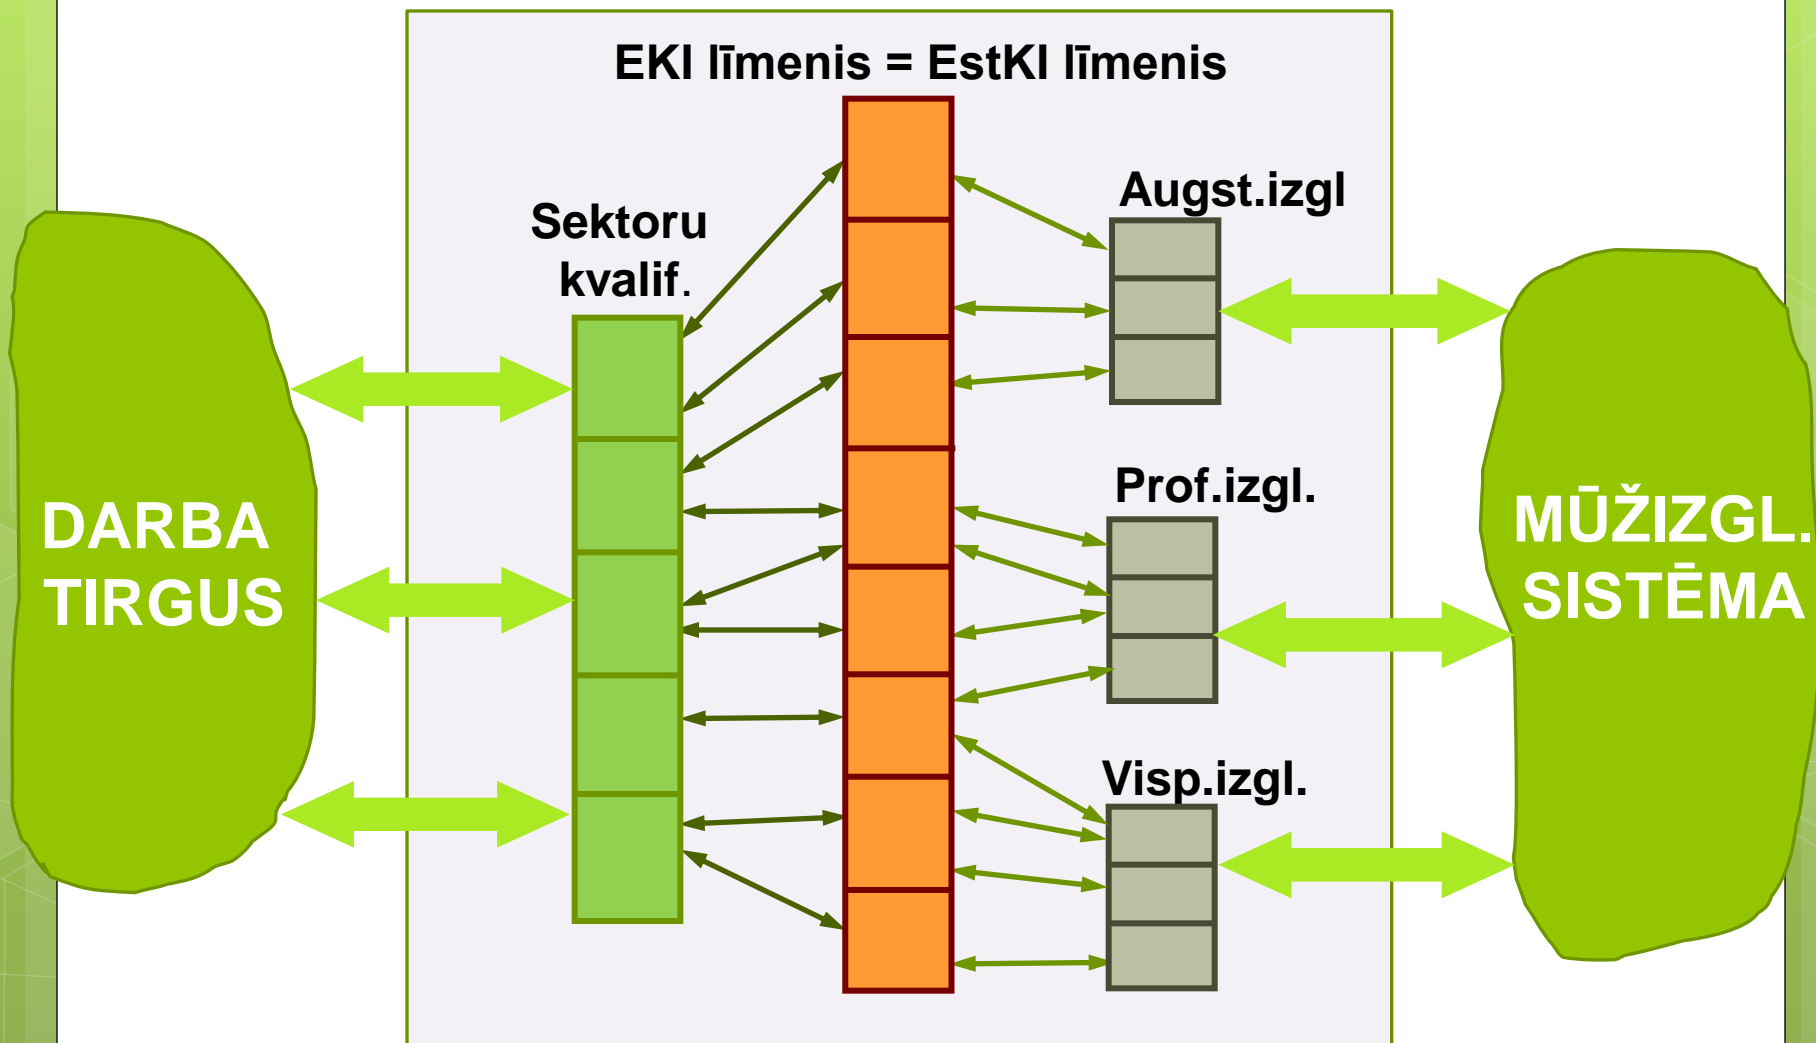 EKI līmenis = EstKI līmenis
Sektoru
kvalif.
Augst.izgl
Prof.izgl.
Visp.izgl.
DARBA
TIRGUS
MŪŽIZGL.
SISTĒMA